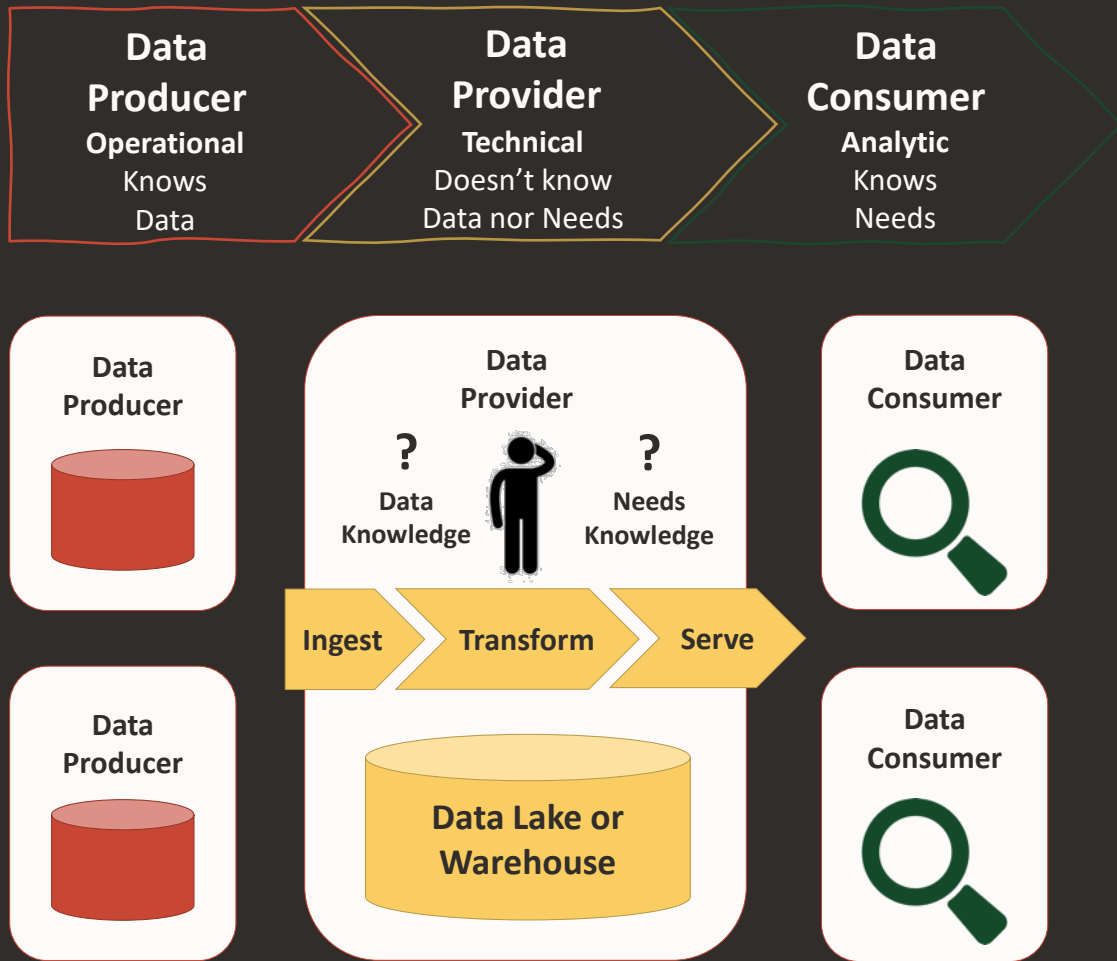 Data
Producer
Operational
Knows
Data
Data
Provider
Technical
Doesn’t know
Data nor Needs
Data
Consumer
Analytic
Knows
Needs
Data
Producer
Data
Provider
?
Data
Knowledge
?
Needs
Knowledge
Data
Consumer
Ingest
Transform
Serve
Data
Producer
Data Lake or
Warehouse
Data
Consumer